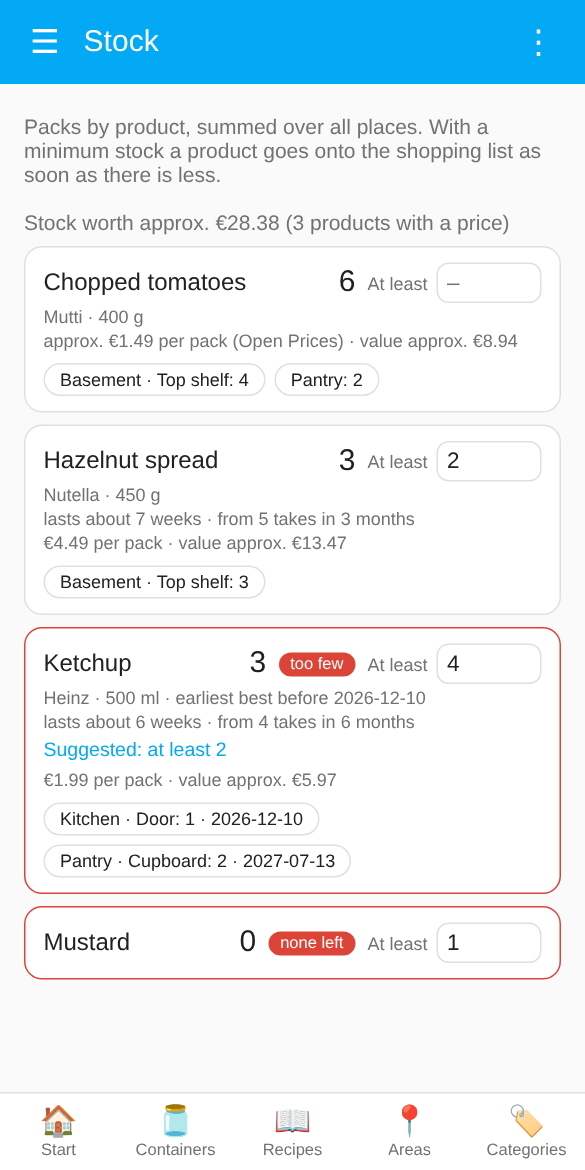 ☰ Stock ⋮
Packs by product, summed over all places. With a
minimum stock a product goes onto the shopping list as
soon as there is less.
Stock worth approx. €28.38 (3 products with a price)
Chopped tomatoes 6 At least –
Mutti · 400 g
approx. €1.49 per pack (Open Prices) · value approx. €8.94
Basement · Top shelf: 4 Pantry: 2
Hazelnut spread 3 At least 2
Nutella · 450 g
lasts about 7 weeks · from 5 takes in 3 months
€4.49 per pack · value approx. €13.47
Basement · Top shelf: 3
Ketchup 3 too few At least 4
Heinz · 500 ml · earliest best before 2026-12-10
lasts about 6 weeks · from 4 takes in 6 months
Suggested: at least 2
€1.99 per pack · value approx. €5.97
Kitchen · Door: 1 · 2026-12-10
Pantry · Cupboard: 2 · 2027-07-13
Mustard 0 none left At least 1
Start Containers Recipes Areas Categories